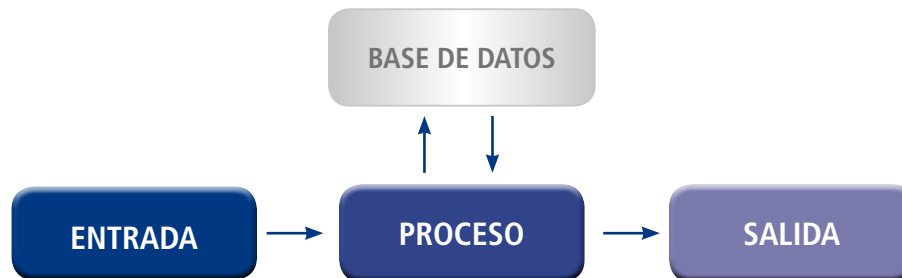 BASE DE DATOS
ENTRADA
PROCESO
SALIDA